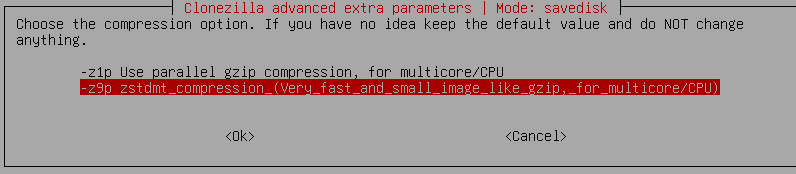 Clonezilla advanced extra parameters | Mode: savedisk
Choose the compression option. If you have no idea keep the default value and do NOT change
anything.
-z1p Use parallel gzip compression, for multicore/CPU
-z9p zstdmt_compression_(Very_fast_and_small_image_like_gzip,_for_multicore/CPU)
<Ok> <Cancel>